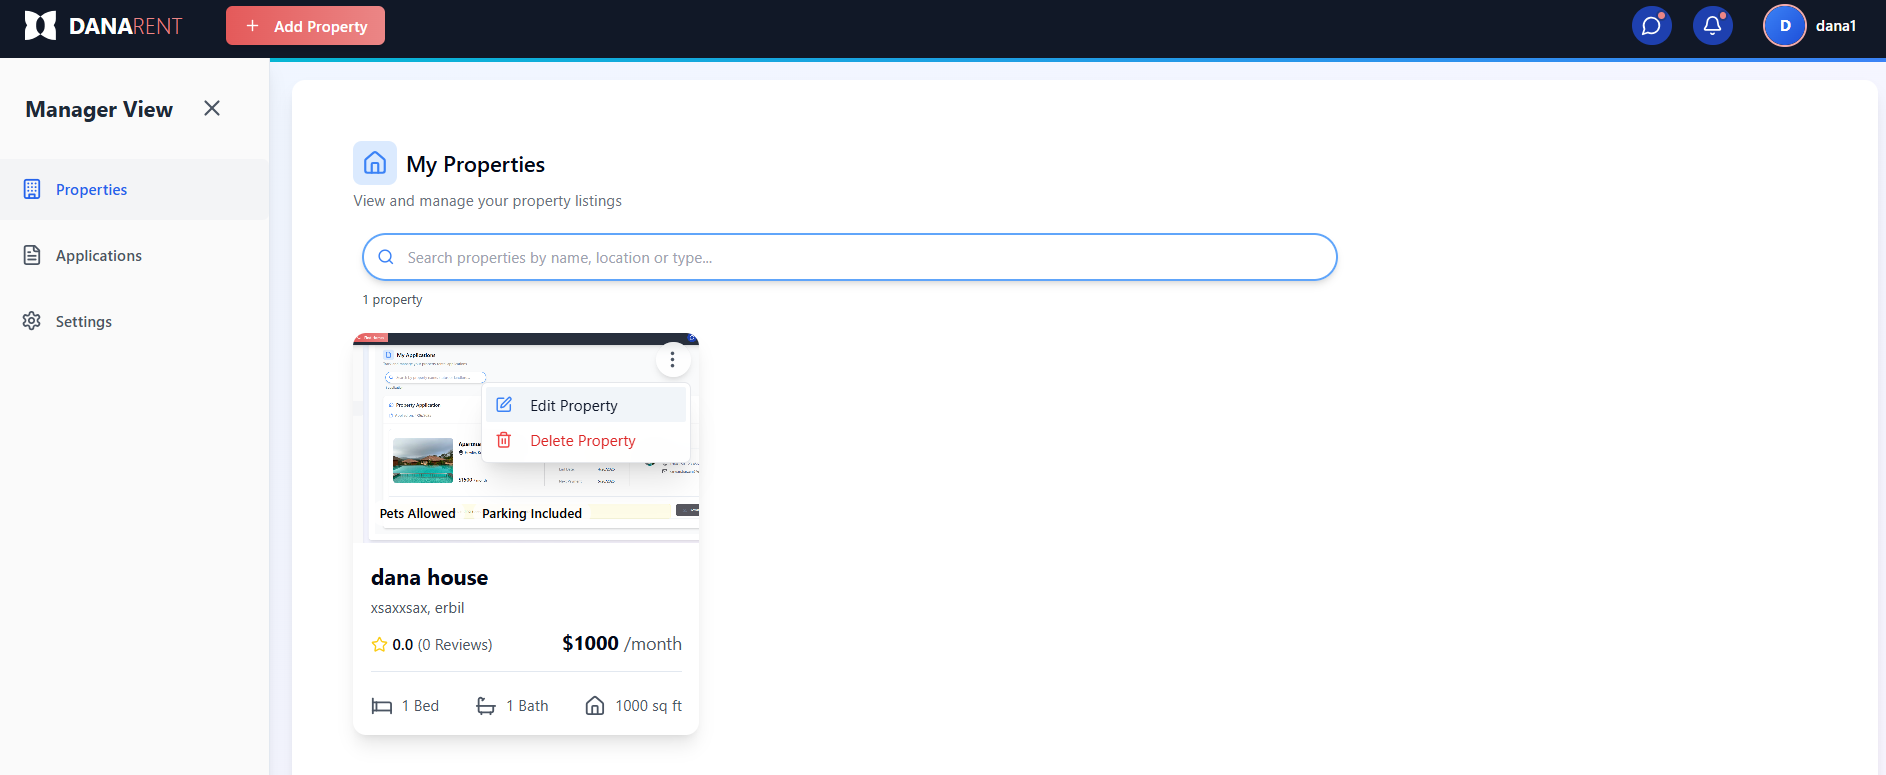 DANARENT
Add Property
D
dana1
Manager View
Properties
Applications
Settings
My Properties
View and manage your property listings
Search properties by name, location or type...
1 property
My Applications
Property Application
$1500
Edit Property
Delete Property
Pets Allowed
Parking Included
dana house
xsaxxsax, erbil
0.0 (0 Reviews)
$1000 /month
1 Bed
1 Bath
1000 sq ft